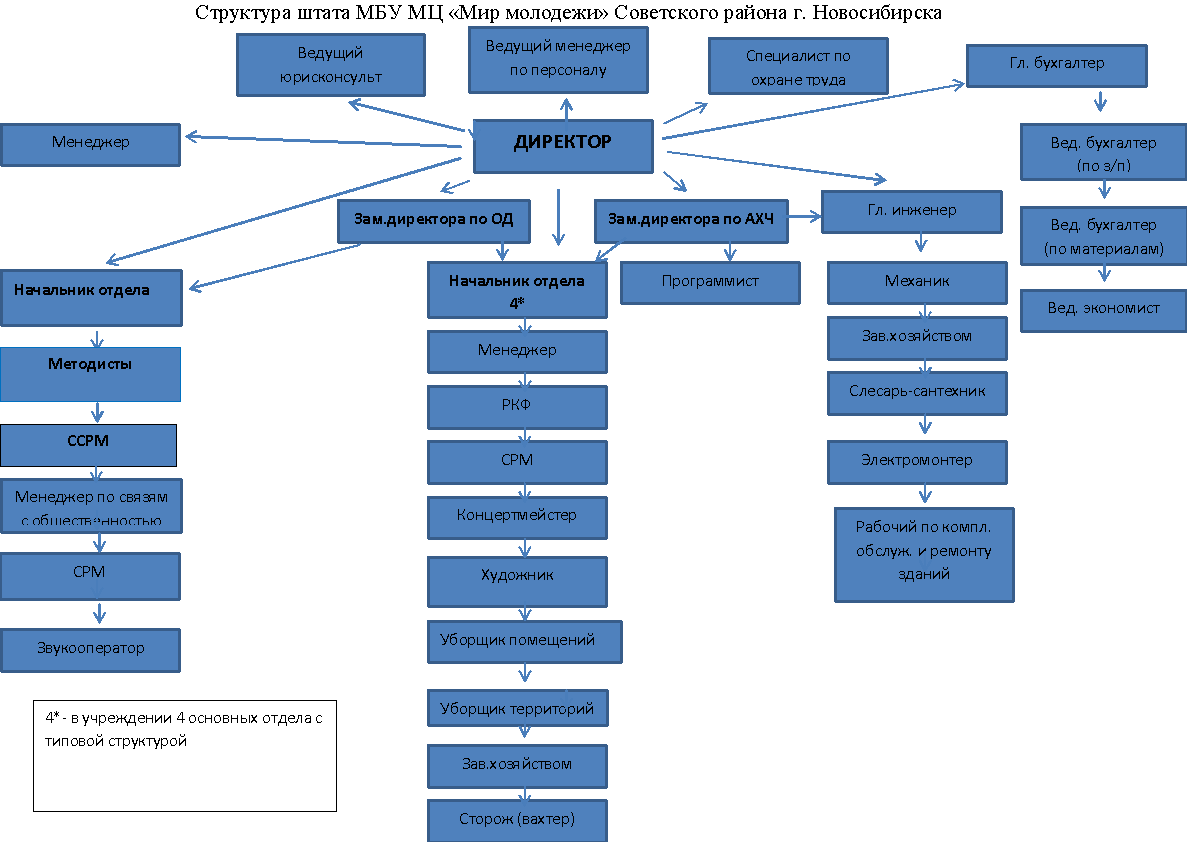 Структура штата МБУ МЦ «Мир молодежи» Советского района г. Новосибирска
Ведущий
юрисконсульт
Ведущий менеджер
по персоналу
Специалист по
охране труда
Гл. бухгалтер
Менеджер
ДИРЕКТОР
Вед. бухгалтер
(по з/п)
Зам.директора по ОД
Зам.директора по АХЧ
Гл. инженер
Вед. бухгалтер
(по материалам)
Начальник отдела
Начальник отдела
4*
Программист
Механик
Вед. экономист
Методисты
Менеджер
Зав.хозяйством
РКФ
Слесарь-сантехник
ССРМ
СРМ
Электромонтер
Менеджер по связям
с общественностью
Концертмейстер
Рабочий по компл.
обслуж. и ремонту
зданий
СРМ
Художник
Звукооператор
Уборщик помещений
Уборщик территорий
4* - в учреждении 4 основных отдела с
типовой структурой
Зав.хозяйством
Сторож (вахтер)